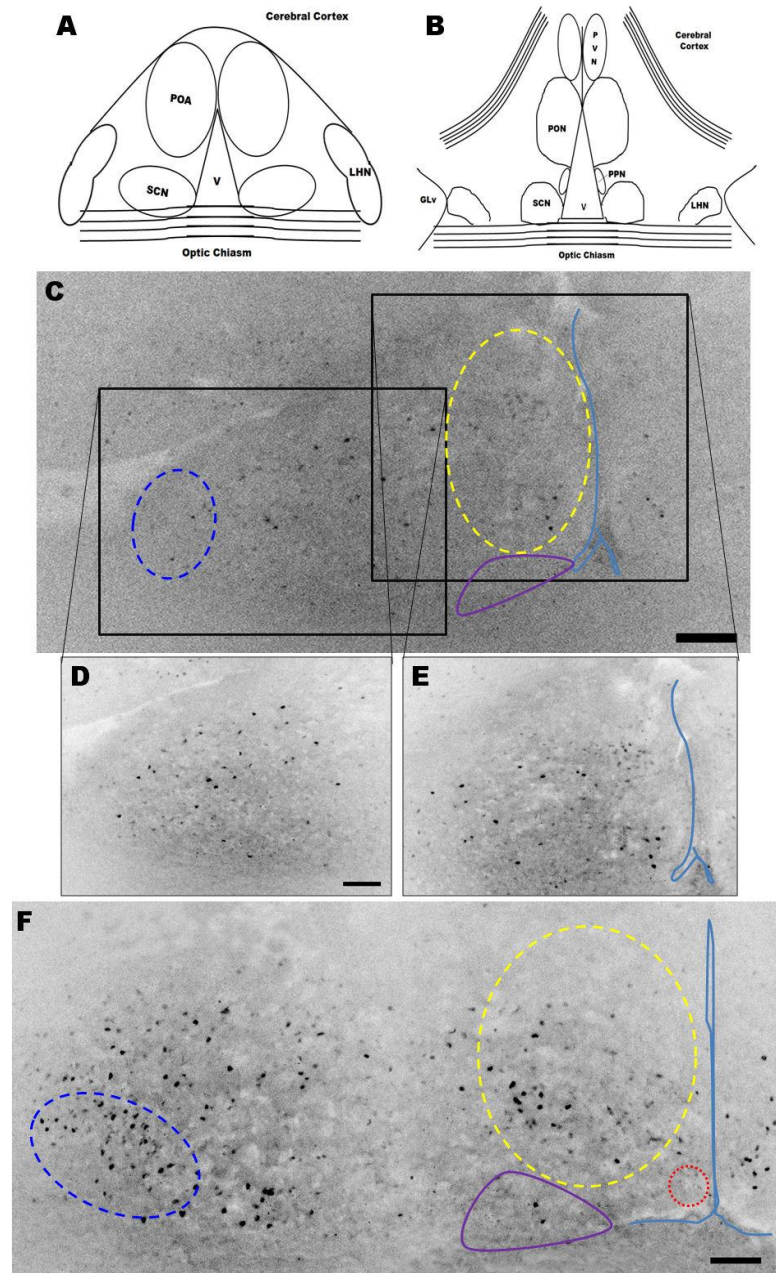 A
Cerebral Cortex
POA
LHN
SCN
V
Optic Chiasm
B
P
V
N
Cerebral
Cortex
PON
PPN
GLv
SCN
LHN
V
Optic Chiasm
C
D
E
F